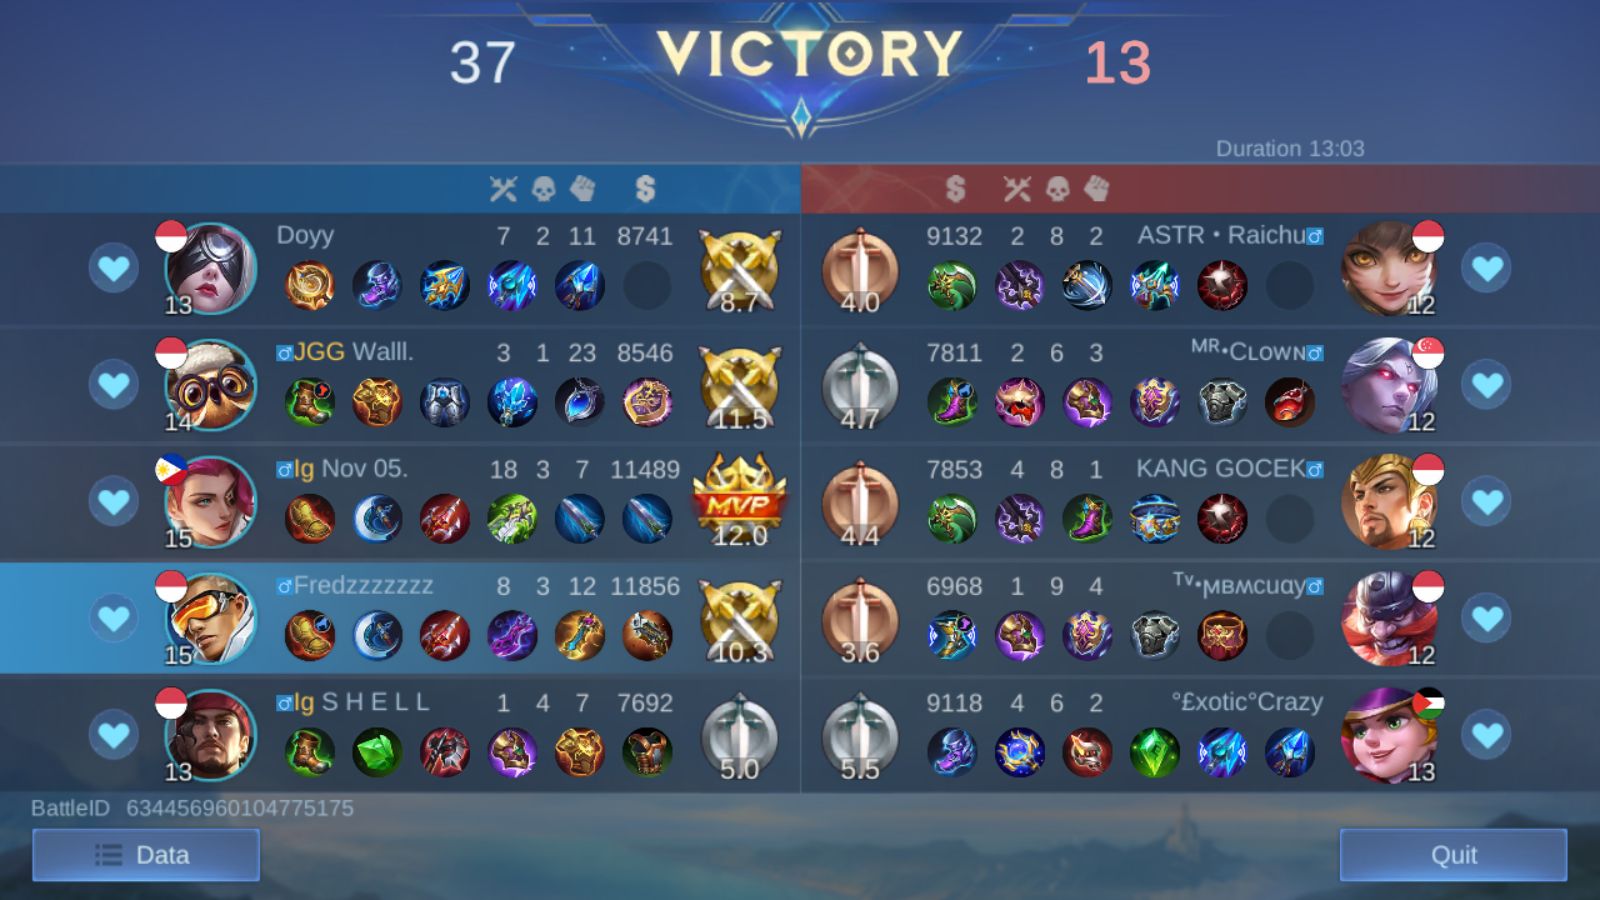 37 VICTORY 13
Duration 13:03
Doyy 7 2 11 8741
13 8.7
4.0 9132 2 8 2 ASTR • Raichu
12
JGG Walll. 3 1 23 8546
14 11.5
4.7 7811 2 6 3 ᴹᴿ•Cʟᴏᴡɴ
12
Ig Nov 05. 18 3 7 11489
15 MVP 12.0
4.4 7853 4 8 1 KANG GOCEK
12
Fredzzzzzzz 8 3 12 11856
15 10.3
3.6 6968 1 9 4 ᵀᵛ•ᴍʙᴍcuɑy
12
Ig S H E L L 1 4 7 7692
13 5.0
5.5 9118 4 6 2 °£xotic°Crazy
13
BattleID 634456960104775175
Data
Quit